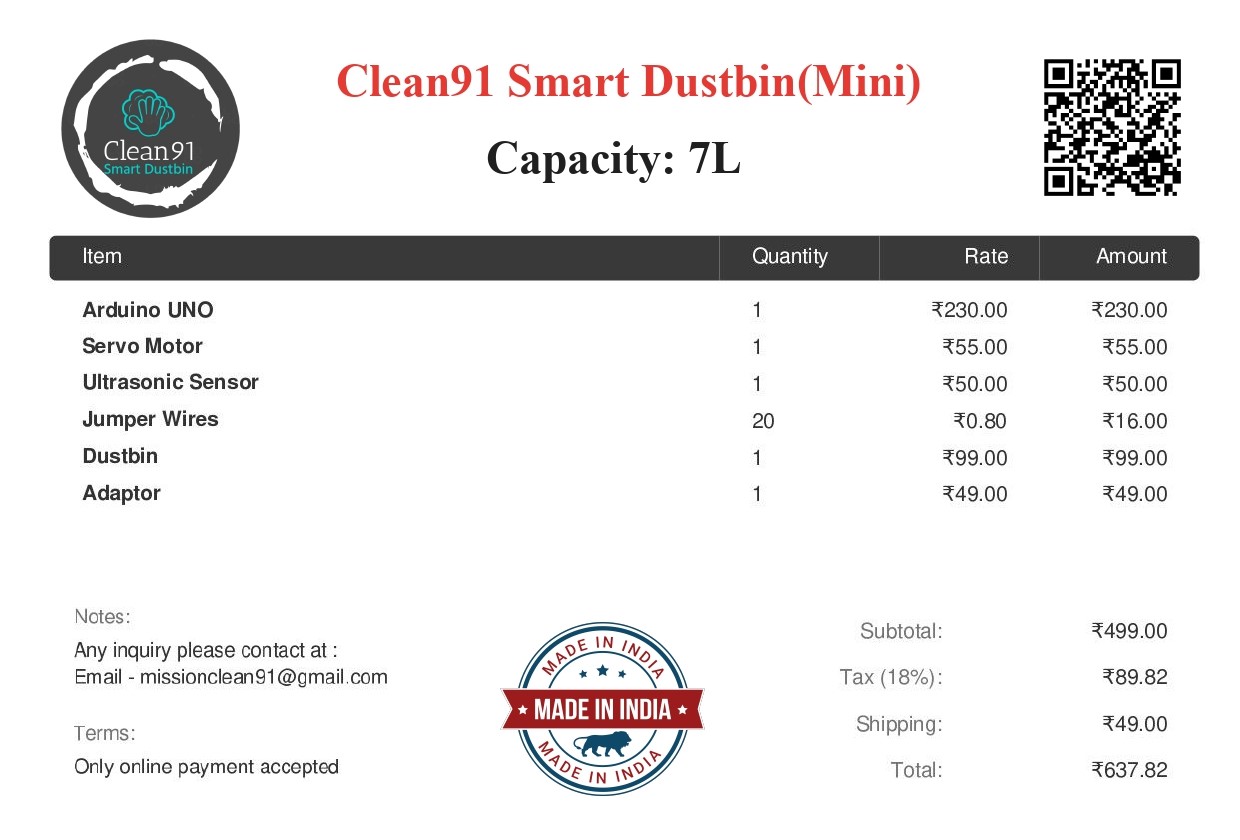 Clean91
Smart Dustbin
Clean91 Smart Dustbin(Mini)
Capacity: 7L
Item Quantity Rate Amount
Arduino UNO 1 ₹230.00 ₹230.00
Servo Motor 1 ₹55.00 ₹55.00
Ultrasonic Sensor 1 ₹50.00 ₹50.00
Jumper Wires 20 ₹0.80 ₹16.00
Dustbin 1 ₹99.00 ₹99.00
Adaptor 1 ₹49.00 ₹49.00
Notes:
Any inquiry please contact at :
Email - missionclean91@gmail.com
Terms:
Only online payment accepted
MADE IN INDIA
MADE IN INDIA
MADE IN INDIA
Subtotal: ₹499.00
Tax (18%): ₹89.82
Shipping: ₹49.00
Total: ₹637.82